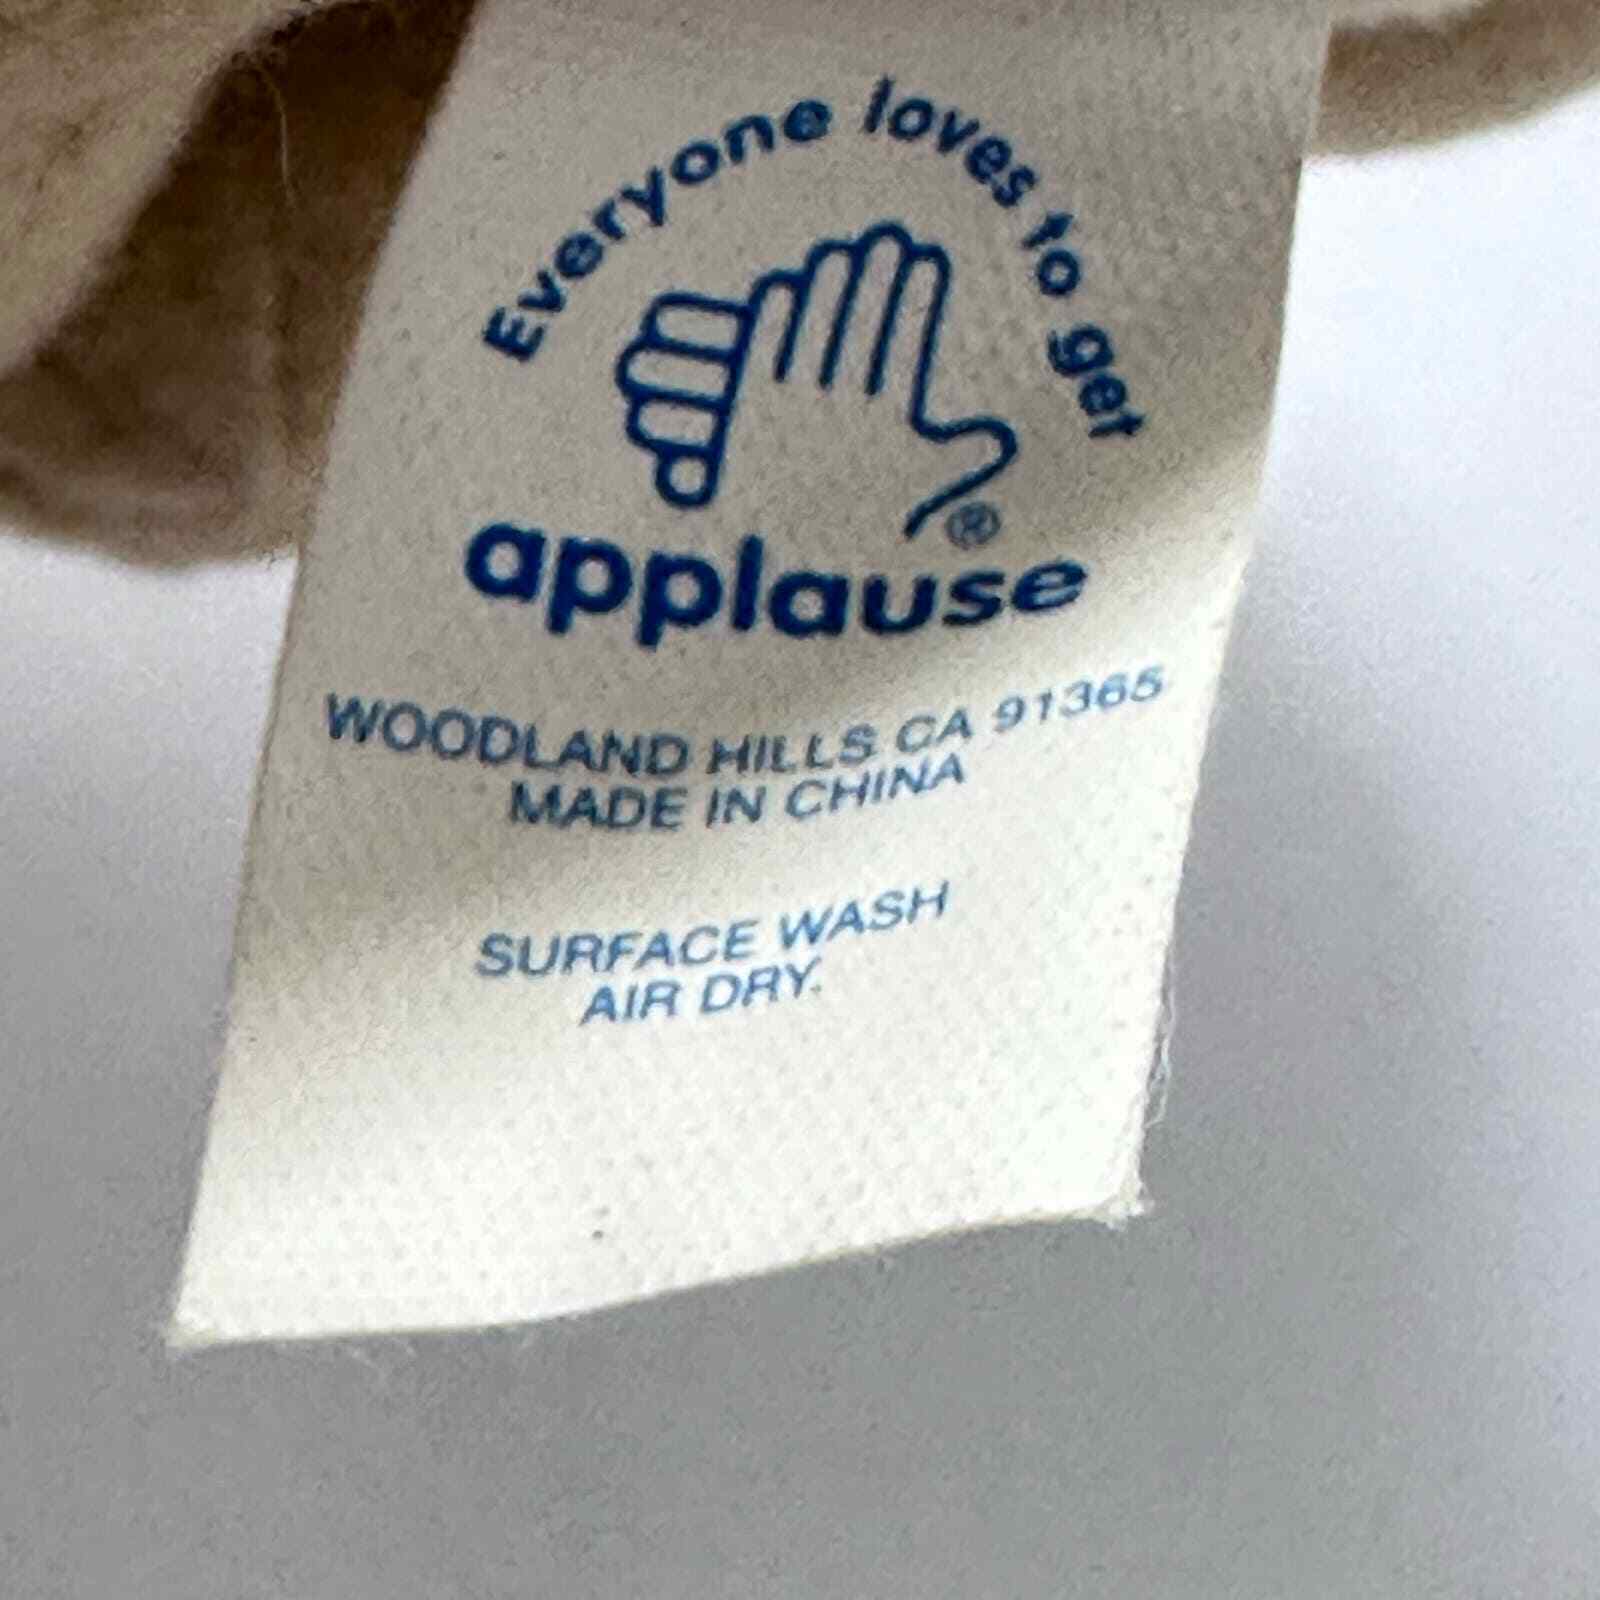 Everyone loves to get
®
applause
WOODLAND HILLS CA 91365
MADE IN CHINA
SURFACE WASH
AIR DRY.